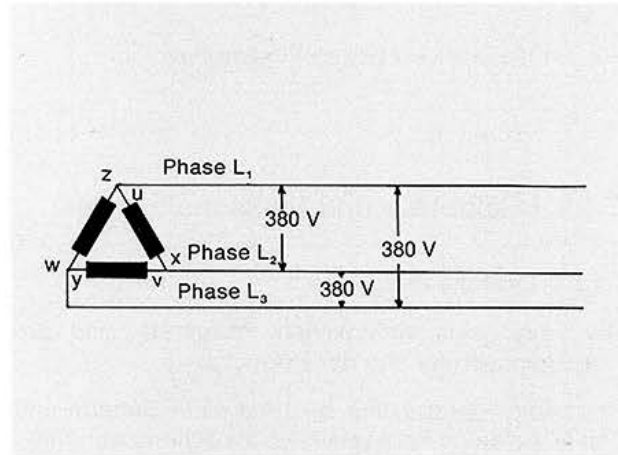 Phase L₁
z
u
380 V
380 V
Phase L₂
w
x
y
v
Phase L₃
380 V